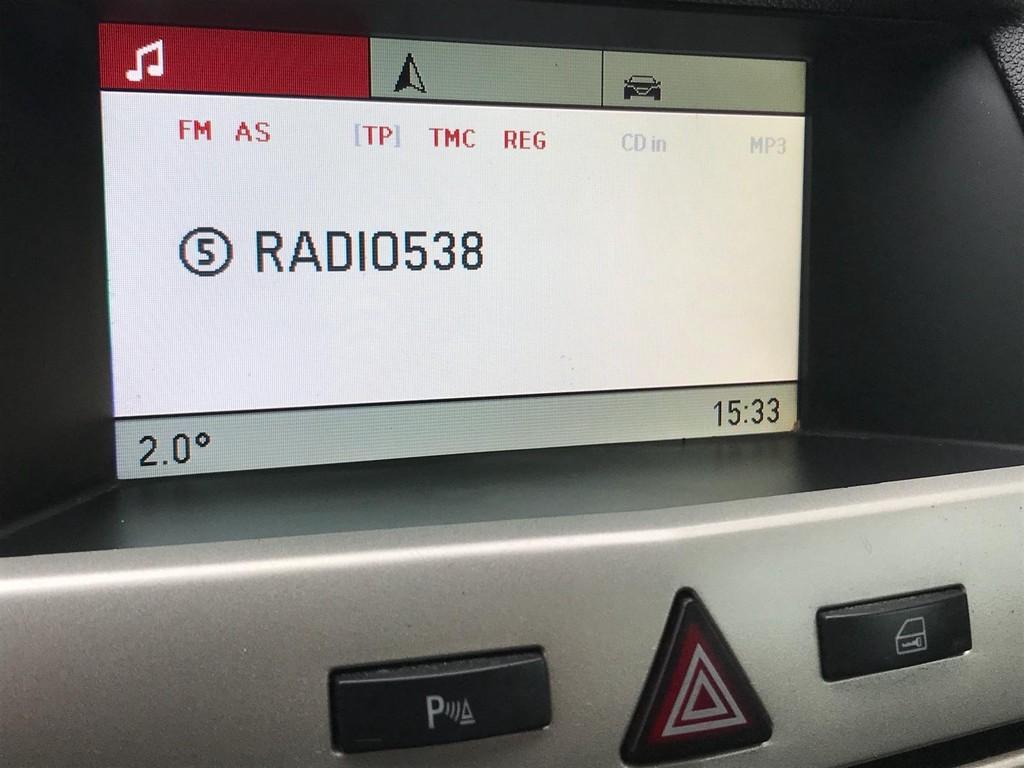 FM AS [TP] TMC REG CD in MP3
5 RADIO538
2.0° 15:33
P